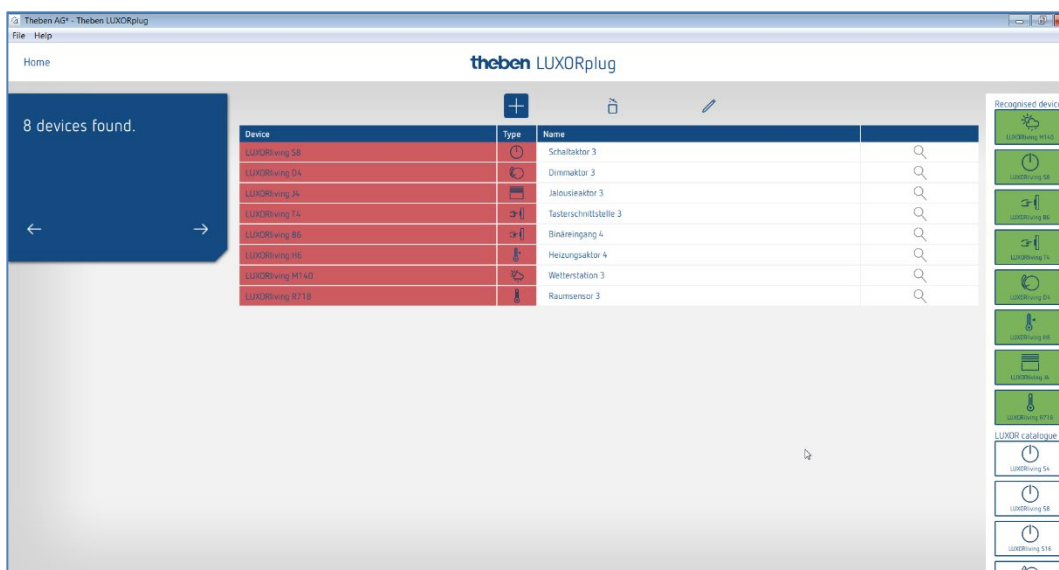 Theben AG* - Theben LUXORplug
File Help
Home
theben LUXORplug
8 devices found.
Device Type Name
LUXORliving S8 Schaltaktor 3
LUXORliving D4 Dimmaktor 3
LUXORliving J4 Jalousieaktor 3
LUXORliving T4 Tasterschnittstelle 3
LUXORliving B6 Binäreingang 4
LUXORliving H6 Heizungsaktor 4
LUXORliving M140 Wetterstation 3
LUXORliving R718 Raumsensor 3
Recognised devic
LUXORliving M140
LUXORliving S8
LUXORliving B6
LUXORliving T4
LUXORliving D4
LUXORliving H6
LUXORliving J4
LUXORliving R718
LUXOR catalogue
LUXORliving S4
LUXORliving S8
LUXORliving S16